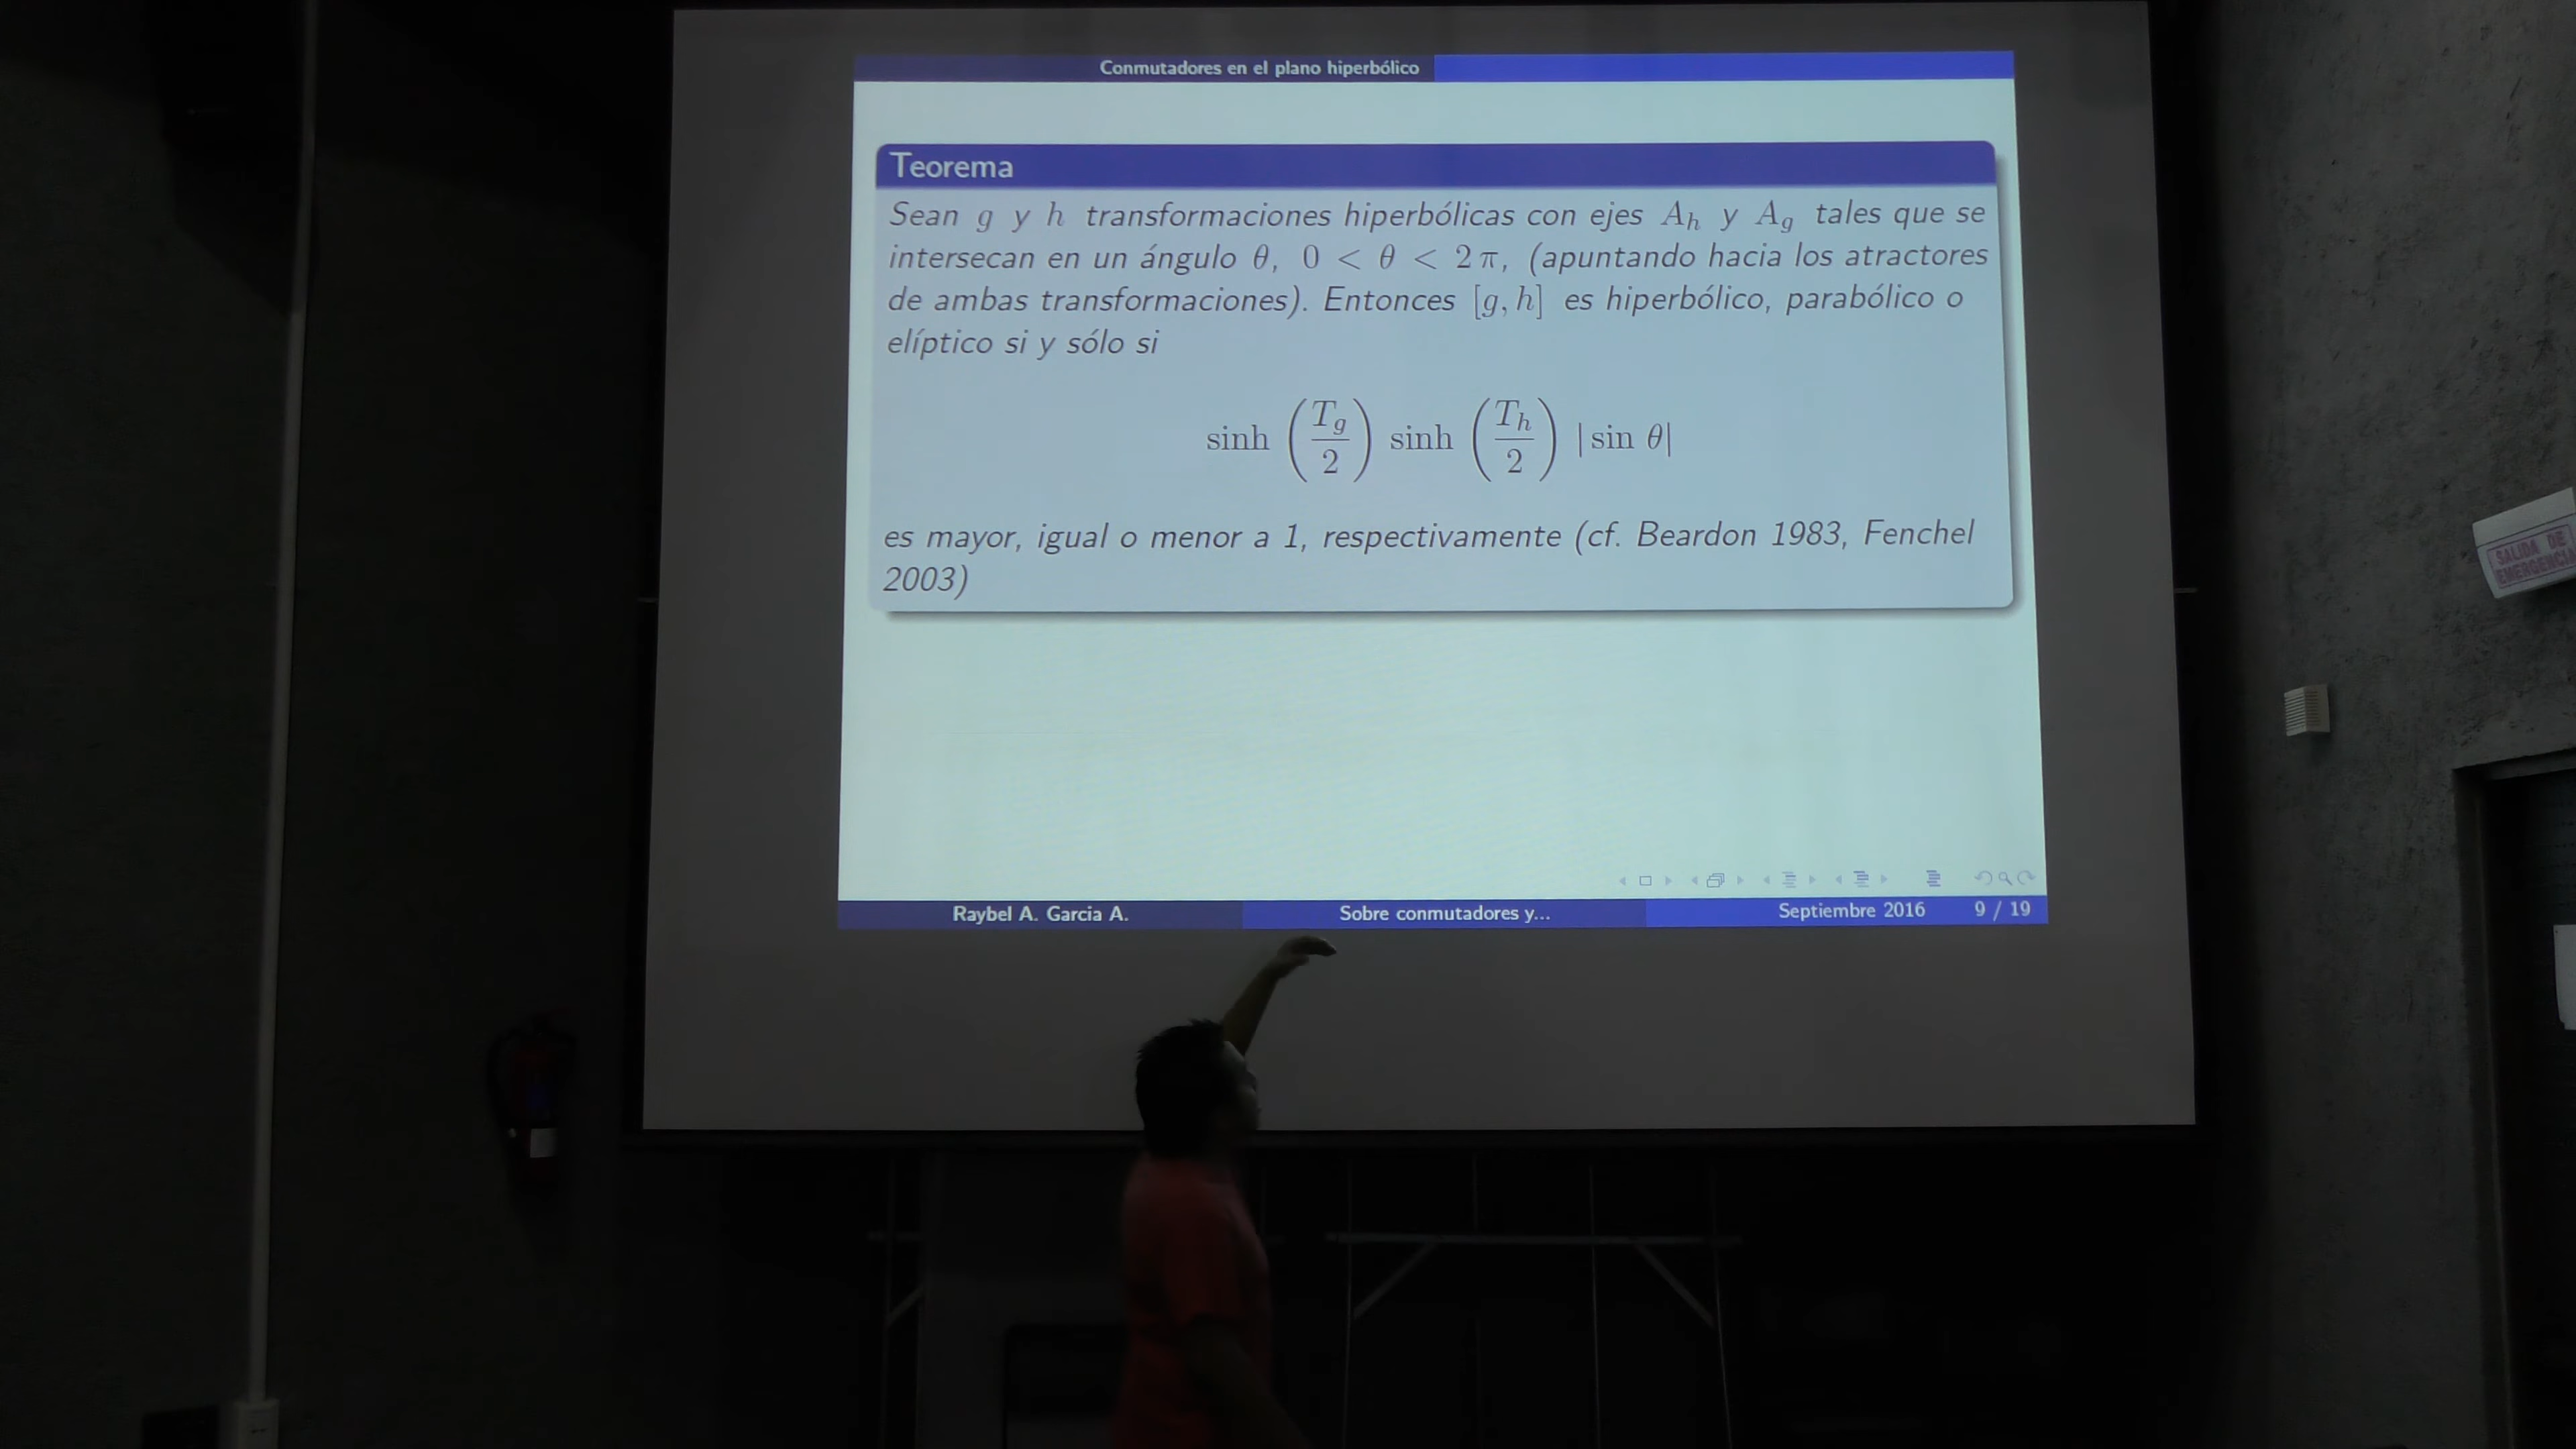 Conmutadores en el plano hiperbólico
Teorema
Sean g y h transformaciones hiperbólicas con ejes A_h y A_g tales que se
intersecan en un ángulo θ, 0 < θ < 2π, (apuntando hacia los atractores
de ambas transformaciones). Entonces [g, h] es hiperbólico, parabólico o
elíptico si y sólo si
sinh (T_g/2) sinh (T_h/2) |sin θ|
es mayor, igual o menor a 1, respectivamente (cf. Beardon 1983, Fenchel
2003)
Raybel A. Garcia A. Sobre conmutadores y... Septiembre 2016 9 / 19
SALIDA DE
EMERGENCIA